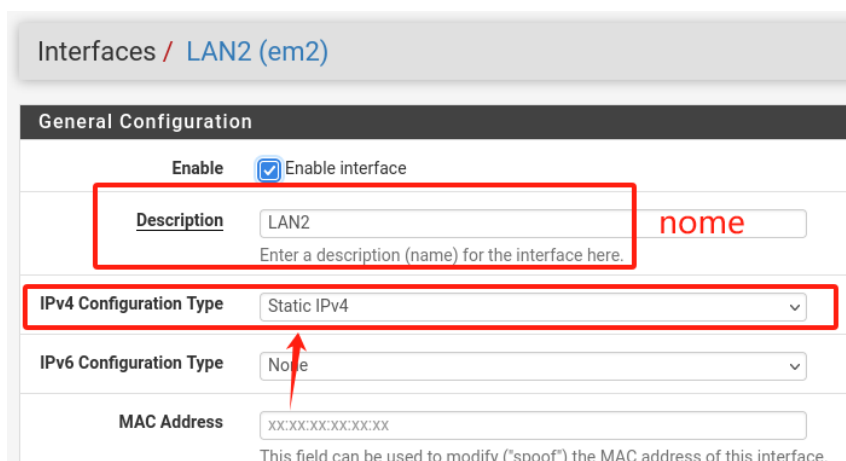 Interfaces / LAN2 (em2)
General Configuration
Enable Enable interface
Description LAN2 nome
Enter a description (name) for the interface here.
IPv4 Configuration Type Static IPv4
IPv6 Configuration Type None
MAC Address xx:xx:xx:xx:xx:xx
This field can be used to modify ("spoof") the MAC address of this interface.